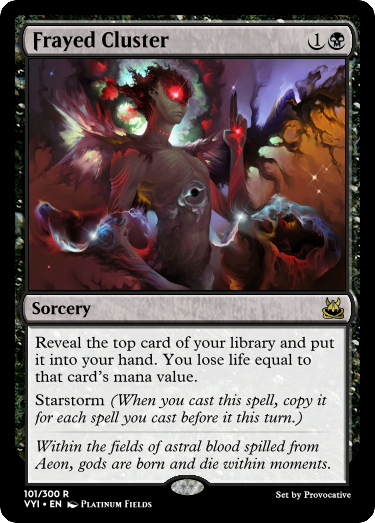 Frayed Cluster 1
Sorcery
Reveal the top card of your library and put
it into your hand. You lose life equal to
that card's mana value.
Starstorm (When you cast this spell, copy it
for each spell you cast before it this turn.)
Within the fields of astral blood spilled from
Aeon, gods are born and die within moments.
101/300 R
VYI • EN Platinum Fields
Set by Provocative